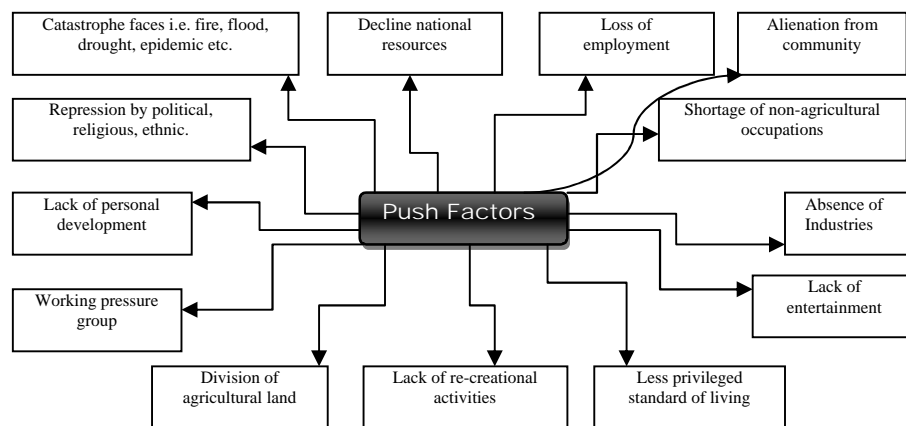 Catastrophe faces i.e. fire, flood,
drought, epidemic etc.
Decline national
resources
Loss of
employment
Alienation from
community
Repression by political,
religious, ethnic.
Shortage of non-agricultural
occupations
Lack of personal
development
Push Factors
Absence of
Industries
Working pressure
group
Lack of
entertainment
Division of
agricultural land
Lack of re-creational
activities
Less privileged
standard of living